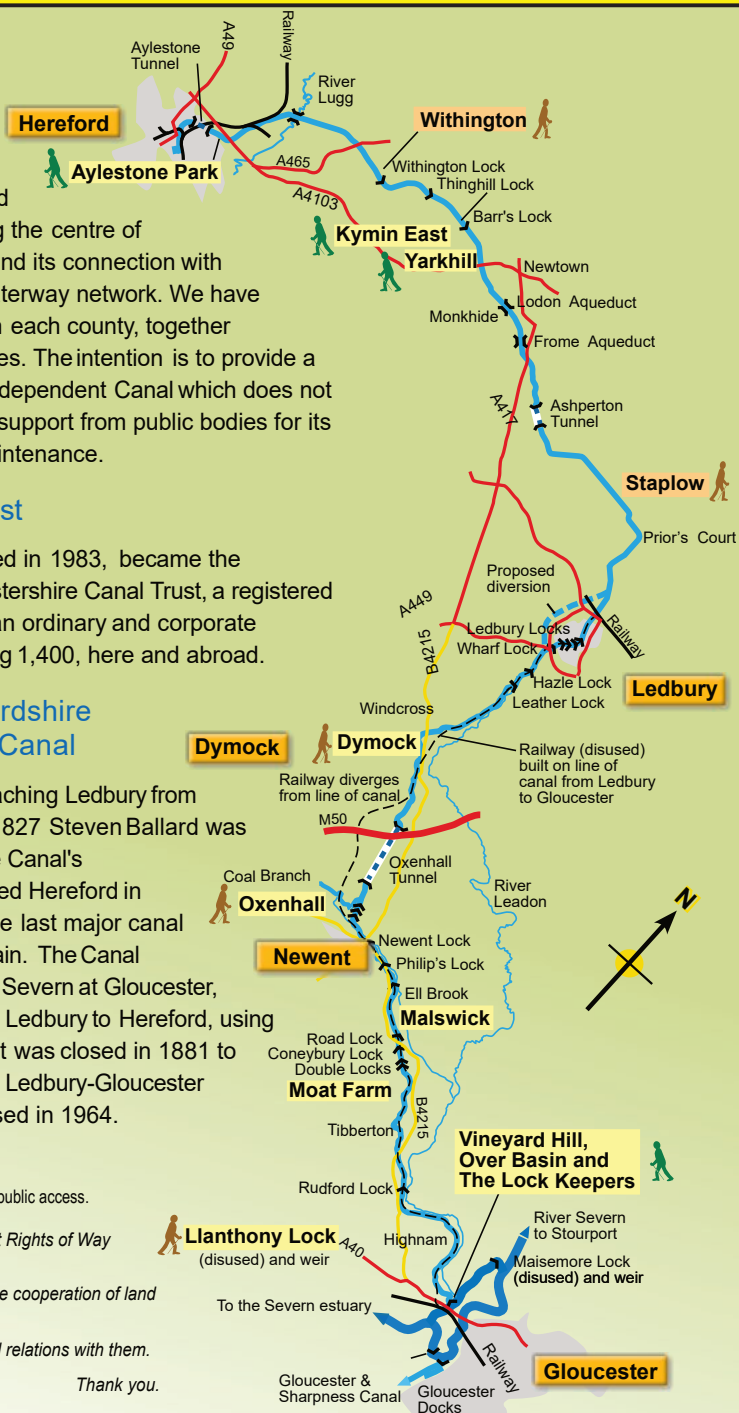 A49
Railway
Aylestone
Tunnel
River
Lugg
Hereford
Withington
Aylestone Park
A465
A4103
Withington Lock
Thinghill Lock
Barr's Lock
Kymin East
Yarkhill
Newtown
Lodon Aqueduct
Monkhide
Frome Aqueduct
A417
Ashperton
Tunnel
Staplow
Prior's Court
Proposed
diversion
A449
B4215
Ledbury Locks
Wharf Lock
Railway
Hazle Lock
Leather Lock
Ledbury
Windcross
Dymock
Dymock
Railway (disused)
built on line of
canal from Ledbury
to Gloucester
Railway diverges
from line of canal
M50
Oxenhall
Tunnel
Coal Branch
Oxenhall
River
Leadon
N
Newent Lock
Newent
Philip's Lock
Ell Brook
Malswick
Road Lock
Coneybury Lock
Double Locks
Moat Farm
B4215
Tibberton
Vineyard Hill,
Over Basin and
The Lock Keepers
Rudford Lock
Llanthony Lock
(disused) and weir
A40
Highnam
River Severn
to Stourport
Maisemore Lock
(disused) and weir
To the Severn estuary
Railway
Gloucester
Gloucester &
Sharpness Canal
Gloucester
Docks
d
g the centre of
nd its connection with
terway network. We have
n each county, together
es. The intention is to provide a
dependent Canal which does not
support from public bodies for its
intenance.
st
ed in 1983, became the
stershire Canal Trust, a registered
an ordinary and corporate
g 1,400, here and abroad.
rdshire
Canal
aching Ledbury from
827 Steven Ballard was
e Canal's
ed Hereford in
e last major canal
ain. The Canal
Severn at Gloucester,
Ledbury to Hereford, using
t was closed in 1881 to
Ledbury-Gloucester
sed in 1964.
public access.
t Rights of Way
e cooperation of land
d relations with them.
Thank you.